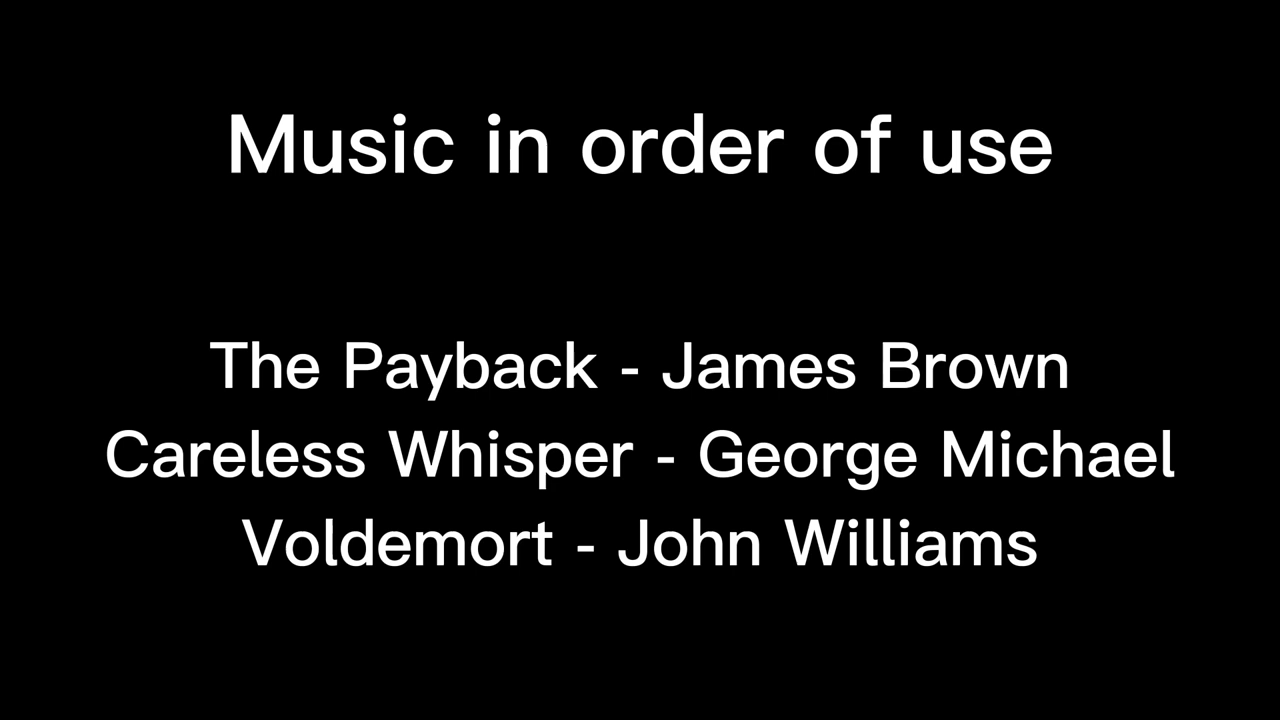 Music in order of use
The Payback - James Brown
Careless Whisper - George Michael
Voldemort - John Williams